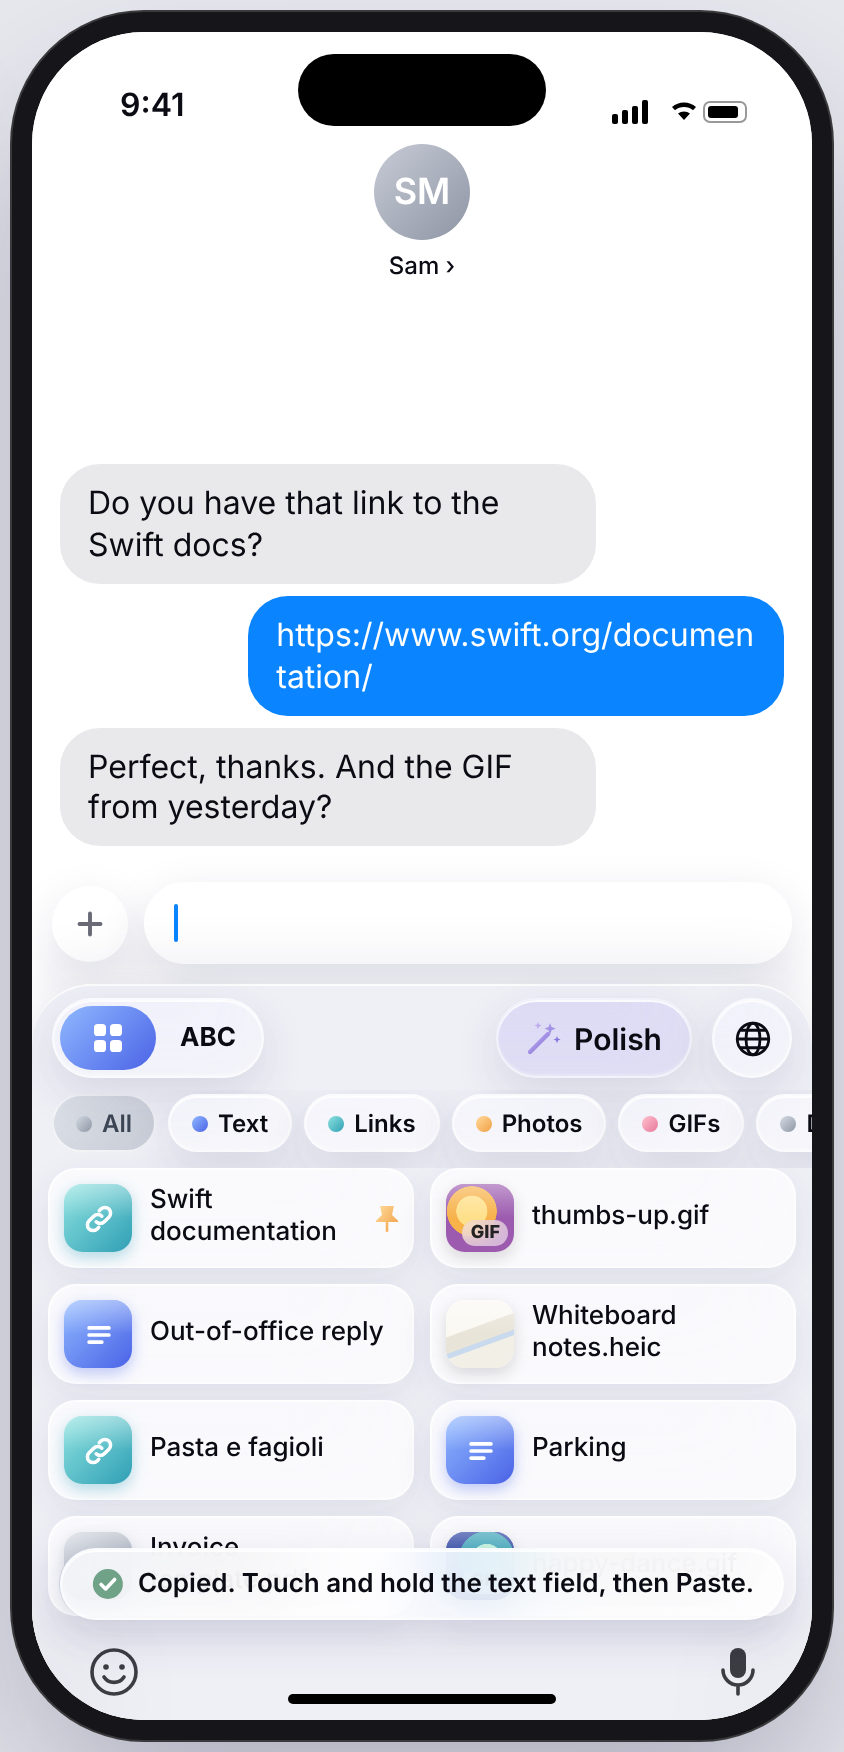 9:41
SM
Sam ›
Do you have that link to the
Swift docs?
https://www.swift.org/documen
tation/
Perfect, thanks. And the GIF
from yesterday?
ABC
Polish
All
Text
Links
Photos
GIFs
Swift
documentation
GIF
thumbs-up.gif
Out-of-office reply
Whiteboard
notes.heic
Pasta e fagioli
Parking
Invoice
happy-dance.gif
Copied. Touch and hold the text field, then Paste.